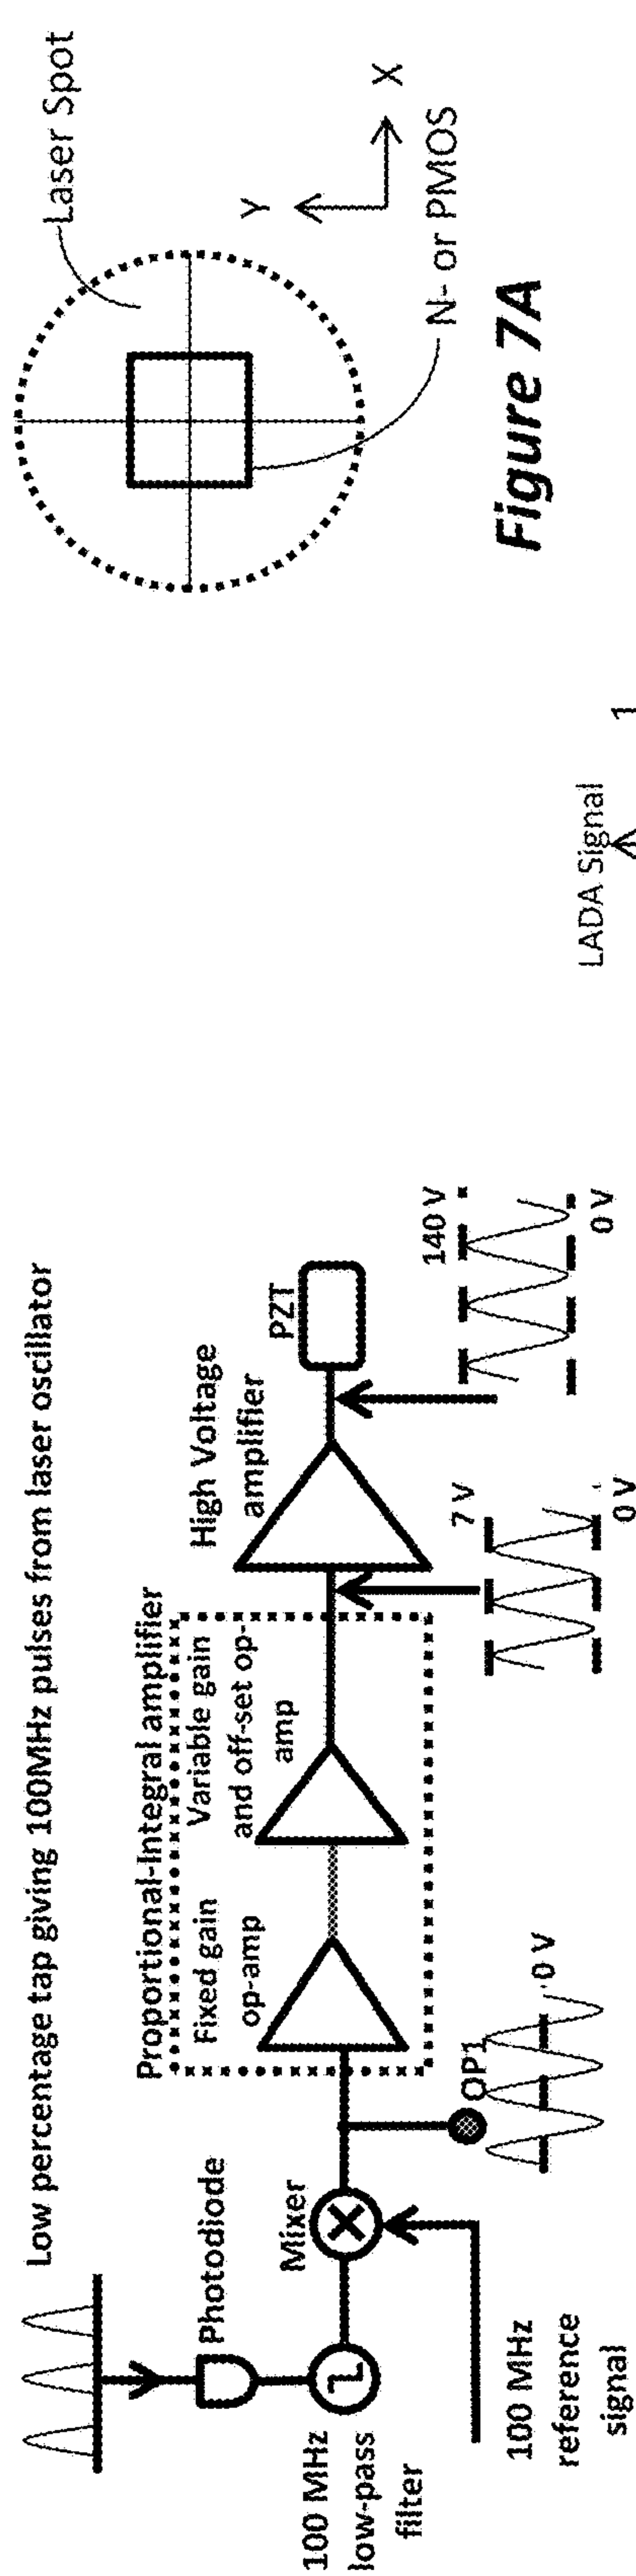 Low percentage tap giving 100MHz pulses from laser oscillator
Photodiode
100 MHz
low-pass
filter
Mixer
100 MHz
reference
signal
OP1
0 V
Proportional-Integral amplifier
Fixed gain
op-amp
Variable gain
and off-set op-
amp
7 V
0 V
High Voltage
amplifier
PZT
140 V
0 V
LADA Signal
1
Laser Spot
Y
X
N- or PMOS
Figure 7A